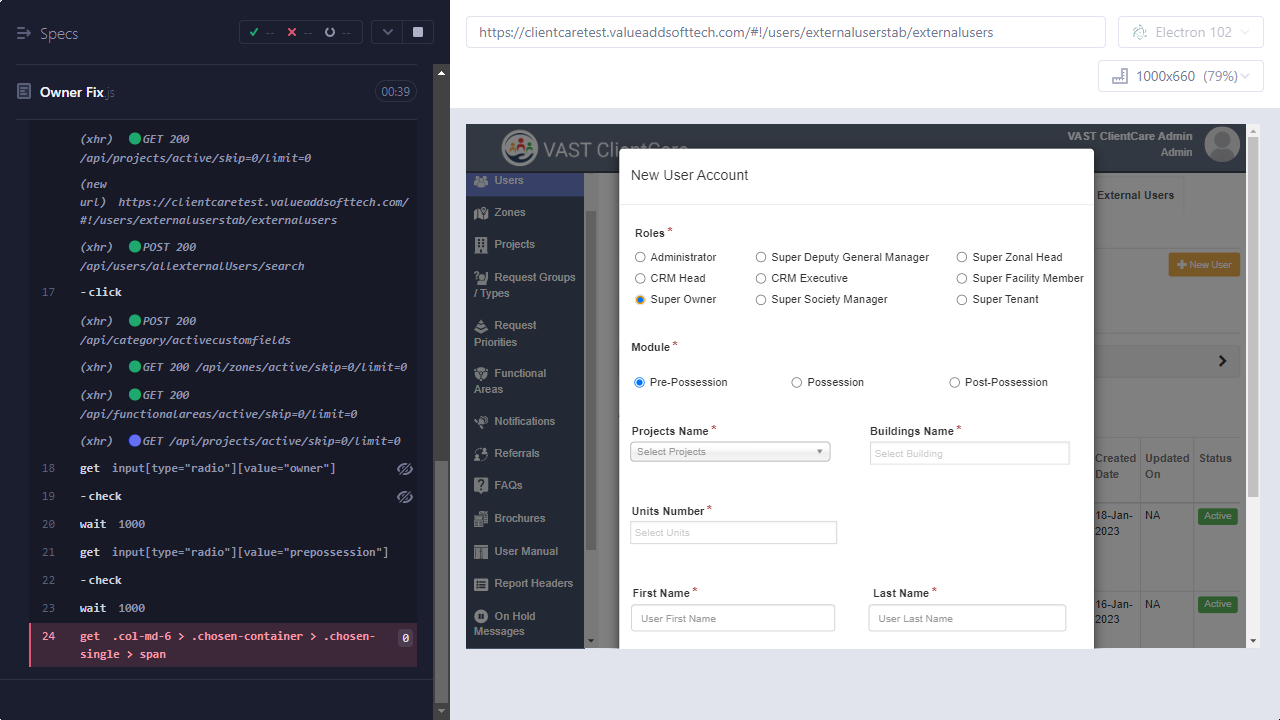 Specs
-- -- --
https://clientcaretest.valueaddsofttech.com/#!/users/externaluserstab/externalusers
Electron 102
1000x660 (79%)
Owner Fix.js
00:39
(xhr) GET 200
/api/projects/active/skip=0/limit=0
(new
url) https://clientcaretest.valueaddsofttech.com/
#!/users/externaluserstab/externalusers
(xhr) POST 200
/api/users/allexternalUsers/search
17 -click
(xhr) POST 200
/api/category/activecustomfields
(xhr) GET 200 /api/zones/active/skip=0/limit=0
(xhr) GET 200
/api/functionalareas/active/skip=0/limit=0
(xhr) GET /api/projects/active/skip=0/limit=0
18 get input[type="radio"][value="owner"]
19 -check
20 wait 1000
21 get input[type="radio"][value="prepossession"]
22 -check
23 wait 1000
24 get .col-md-6 > .chosen-container > .chosen-
single > span
0
VAST ClientCare
VAST ClientCare Admin
Admin
Users
Zones
Projects
Request Groups
/ Types
Request
Priorities
Functional
Areas
Notifications
Referrals
FAQs
Brochures
User Manual
Report Headers
On Hold
Messages
New User Account
Roles *
Administrator Super Deputy General Manager Super Zonal Head
CRM Head CRM Executive Super Facility Member
Super Owner Super Society Manager Super Tenant
Module *
Pre-Possession Possession Post-Possession
Projects Name * Buildings Name *
Select Projects Select Building
Units Number *
Select Units
First Name * Last Name *
User First Name User Last Name
External Users
New User
Created
Date
Updated
On
Status
18-Jan-
2023
NA
Active
16-Jan-
2023
NA
Active